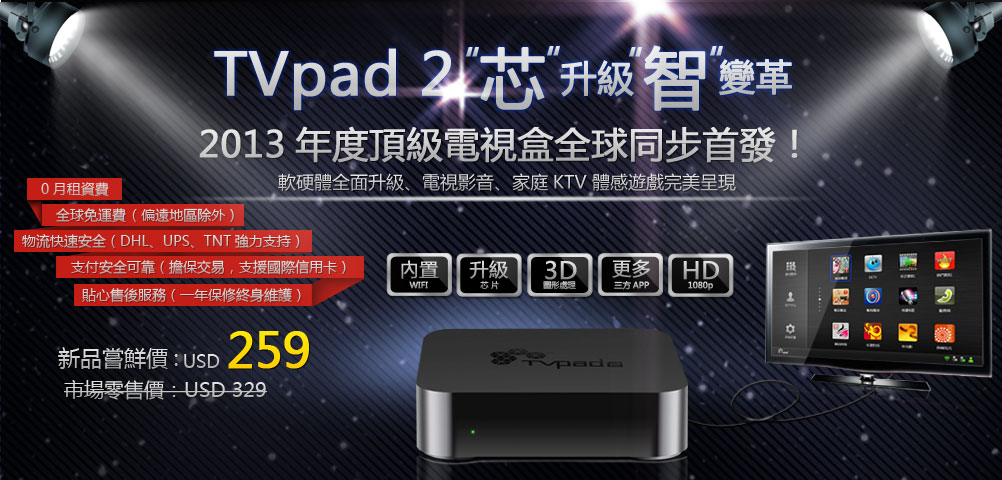 TVpad 2 "芯"升級"智"變革
2013 年度頂級電視盒全球同步首發！
軟硬體全面升級、電視影音、家庭 KTV 體感遊戲完美呈現
0 月租資費
全球免運費（偏遠地區除外）
物流快速安全（DHL、UPS、TNT 強力支持）
支付安全可靠（擔保交易，支援國際信用卡）
貼心售後服務（一年保修終身維護）
內置
WIFI
升級
芯片
3D
圖形處理
更多
三方 APP
HD
1080p
新品嘗鮮價：USD 259
市場零售價：USD 329
TVpad2